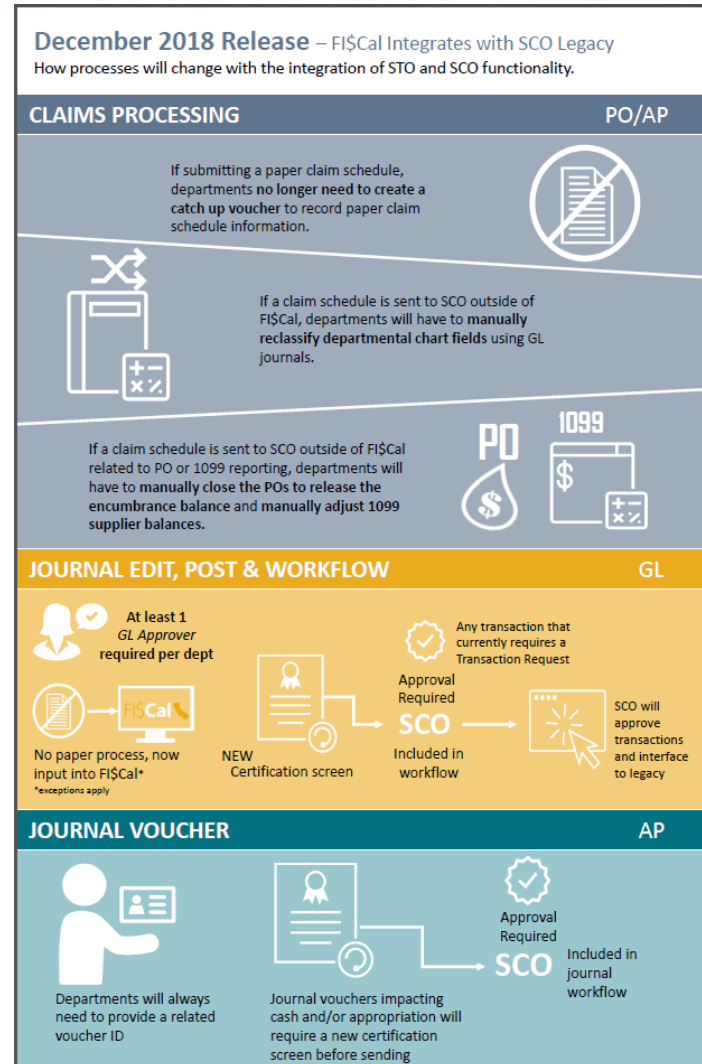 December 2018 Release – FI$Cal Integrates with SCO Legacy
How processes will change with the integration of STO and SCO functionality.
CLAIMS PROCESSING
PO/AP
If submitting a paper claim schedule,
departments no longer need to create a
catch up voucher to record paper claim
schedule information.
If a claim schedule is sent to SCO outside of
FI$Cal, departments will have to manually
reclassify departmental chart fields using GL
journals.
If a claim schedule is sent to SCO outside of FI$Cal
related to PO or 1099 reporting, departments will
have to manually close the POs to release the
encumbrance balance and manually adjust 1099
supplier balances.
PO
$
1099
$
JOURNAL EDIT, POST & WORKFLOW
GL
At least 1
GL Approver
required per dept
FI$Cal
No paper process, now
input into FI$Cal*
*exceptions apply
NEW
Certification screen
Any transaction that
currently requires a
Transaction Request
Approval
Required
SCO
Included in
workflow
SCO will
approve
transactions
and interface
to legacy
JOURNAL VOUCHER
AP
Departments will always
need to provide a related
voucher ID
Journal vouchers impacting
cash and/or appropriation will
require a new certification
screen before sending
Approval
Required
SCO
Included in
journal
workflow